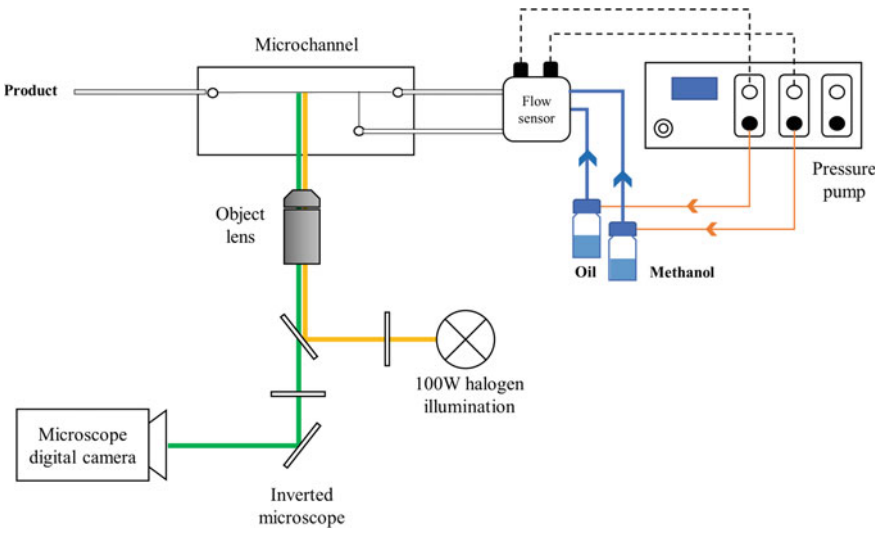 Microchannel
Product
Flow
sensor
Pressure
pump
Object
lens
Oil
Methanol
100W halogen
illumination
Microscope
digital camera
Inverted
microscope